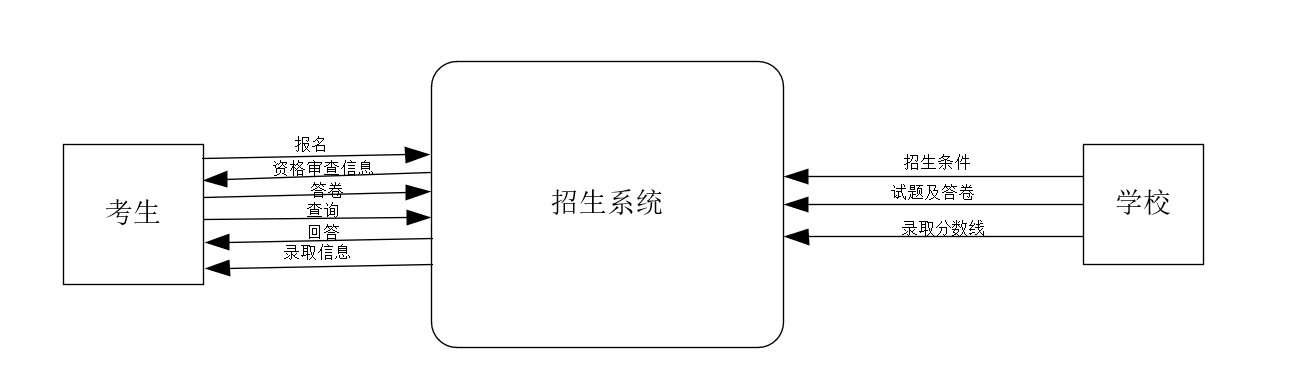 报名
资格审查信息
答卷
查询
回答
录取信息
考生
招生系统
招生条件
试题及答卷
录取分数线
学校